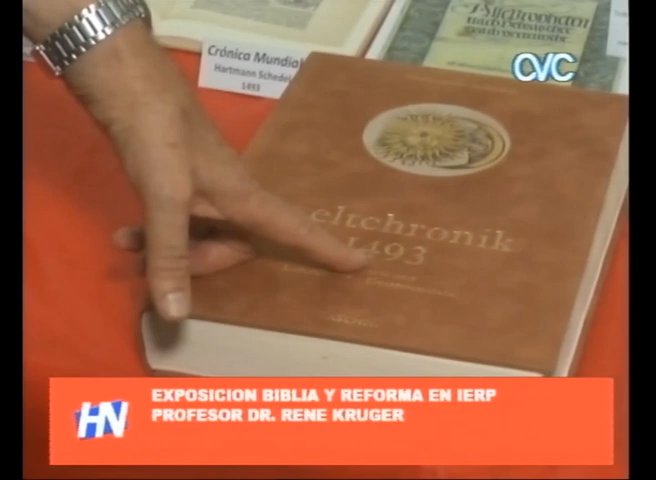 Crónica Mundial
Hartmann Schedel
1493
CVC
eltchronik
1493
HN
EXPOSICION BIBLIA Y REFORMA EN IERP
PROFESOR DR. RENE KRUGER